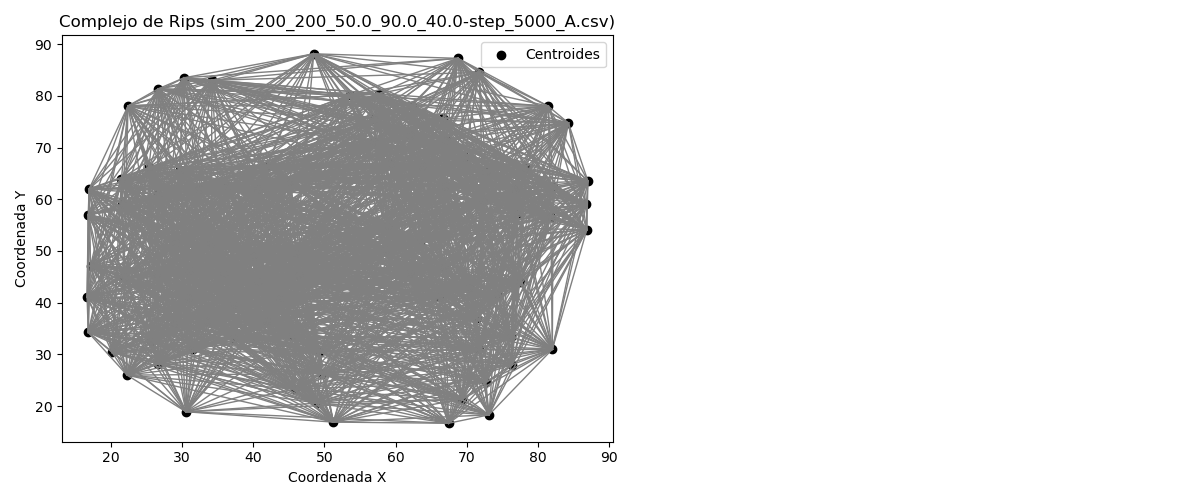 Complejo de Rips (sim_200_200_50.0_90.0_40.0-step_5000_A.csv)
Centroides
Coordenada Y
90
80
70
60
50
40
30
20
20 30 40 50 60 70 80 90
Coordenada X